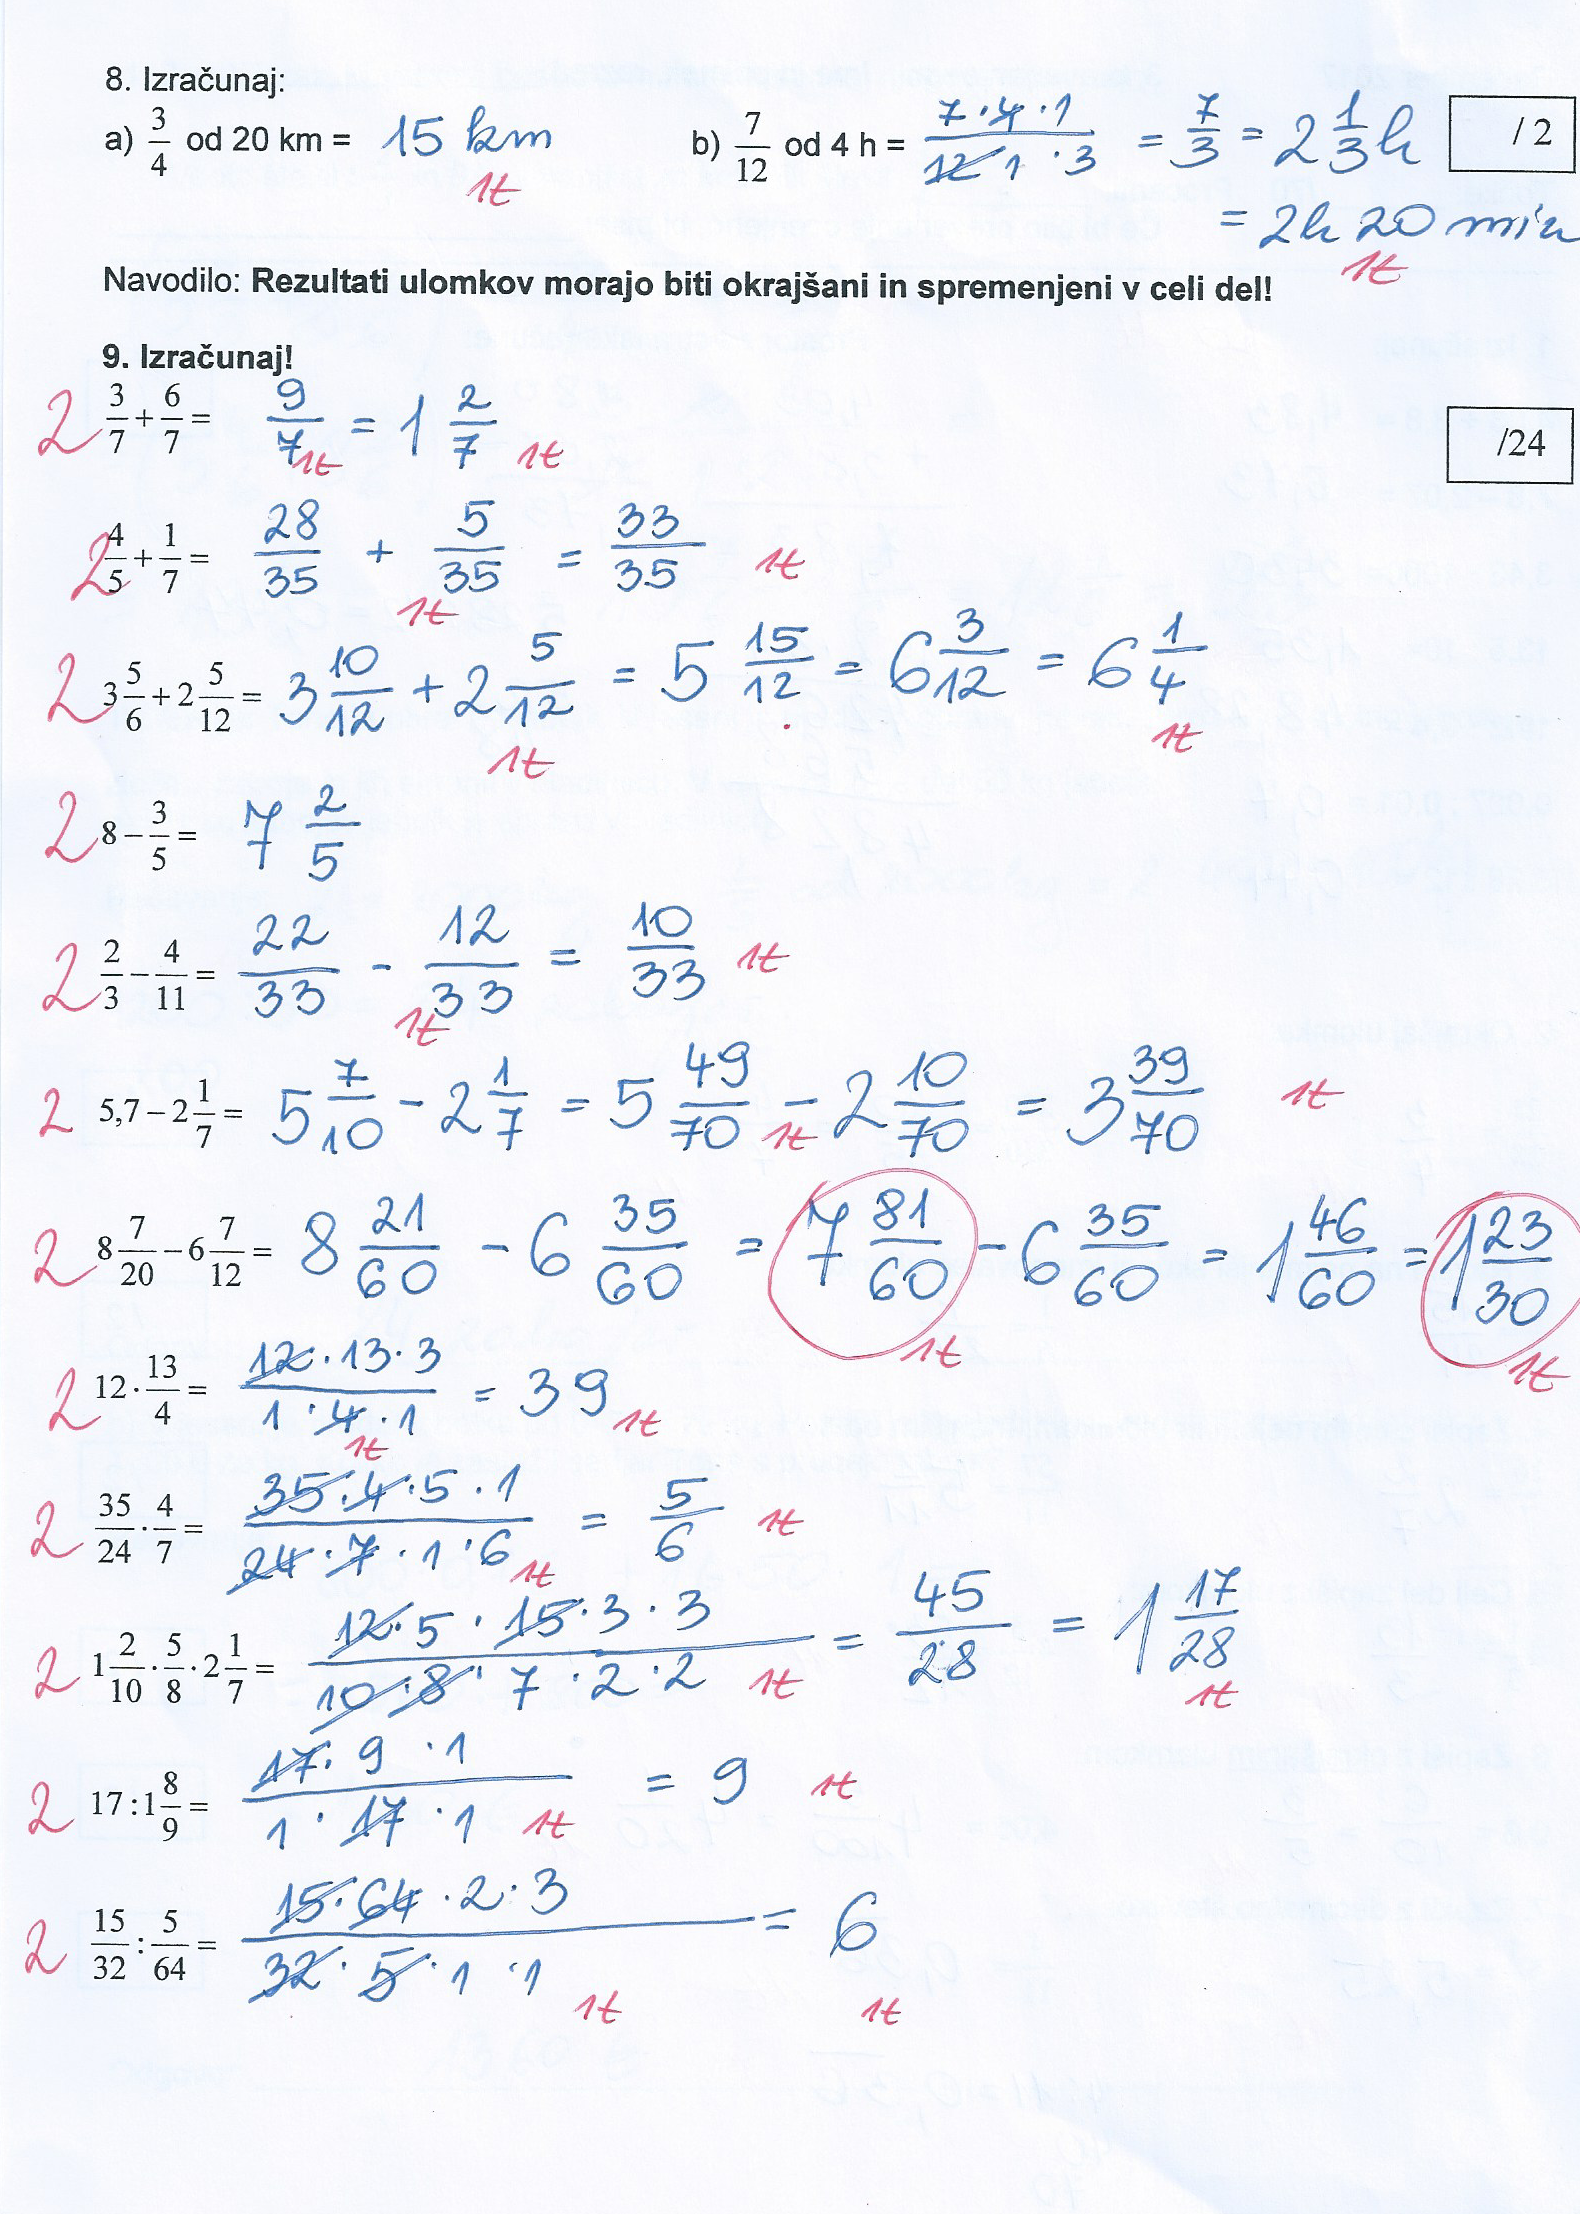 8. Izračunaj:
a) 3/4 od 20 km = 15 km 1t
b) 7/12 od 4 h = 7·4·1/12·1·3 = 7/3 = 2 1/3 h /2
= 2h 20 min 1t
Navodilo: Rezultati ulomkov morajo biti okrajšani in spremenjeni v celi del!
9. Izračunaj!
2 3/7 + 6/7 = 9/7 1t = 1 2/7 1t /24
2 4/5 + 1/7 = 28/35 + 5/35 1t = 33/35 1t
2 3 5/6 + 2 5/12 = 3 10/12 + 2 5/12 1t = 5 15/12 = 6 3/12 = 6 1/4 1t
2 8 − 3/5 = 7 2/5
2 2/3 − 4/11 = 22/33 - 12/33 1t = 10/33 1t
2 5,7 − 2 1/7 = 5 7/10 - 2 1/7 = 5 49/70 - 1t 2 10/70 = 3 39/70 1t
2 8 7/20 − 6 7/12 = 8 21/60 - 6 35/60 = 7 81/60 1t - 6 35/60 = 1 46/60 = 1 23/30 1t
2 12 · 13/4 = 12·13·3/1·4·1 1t = 39 1t
2 35/24 · 4/7 = 35·4·5·1/24·7·1·6 1t = 5/6 1t
2 1 2/10 · 5/8 · 2 1/7 = 12·5·15·3·3/10·8·7·2·2 1t = 45/28 = 1 17/28 1t
2 17 : 1 8/9 = 17·9·1/1·17·1 1t = 9 1t
2 15/32 : 5/64 = 15·64·2·3/32·5·1·1 1t = 6 1t